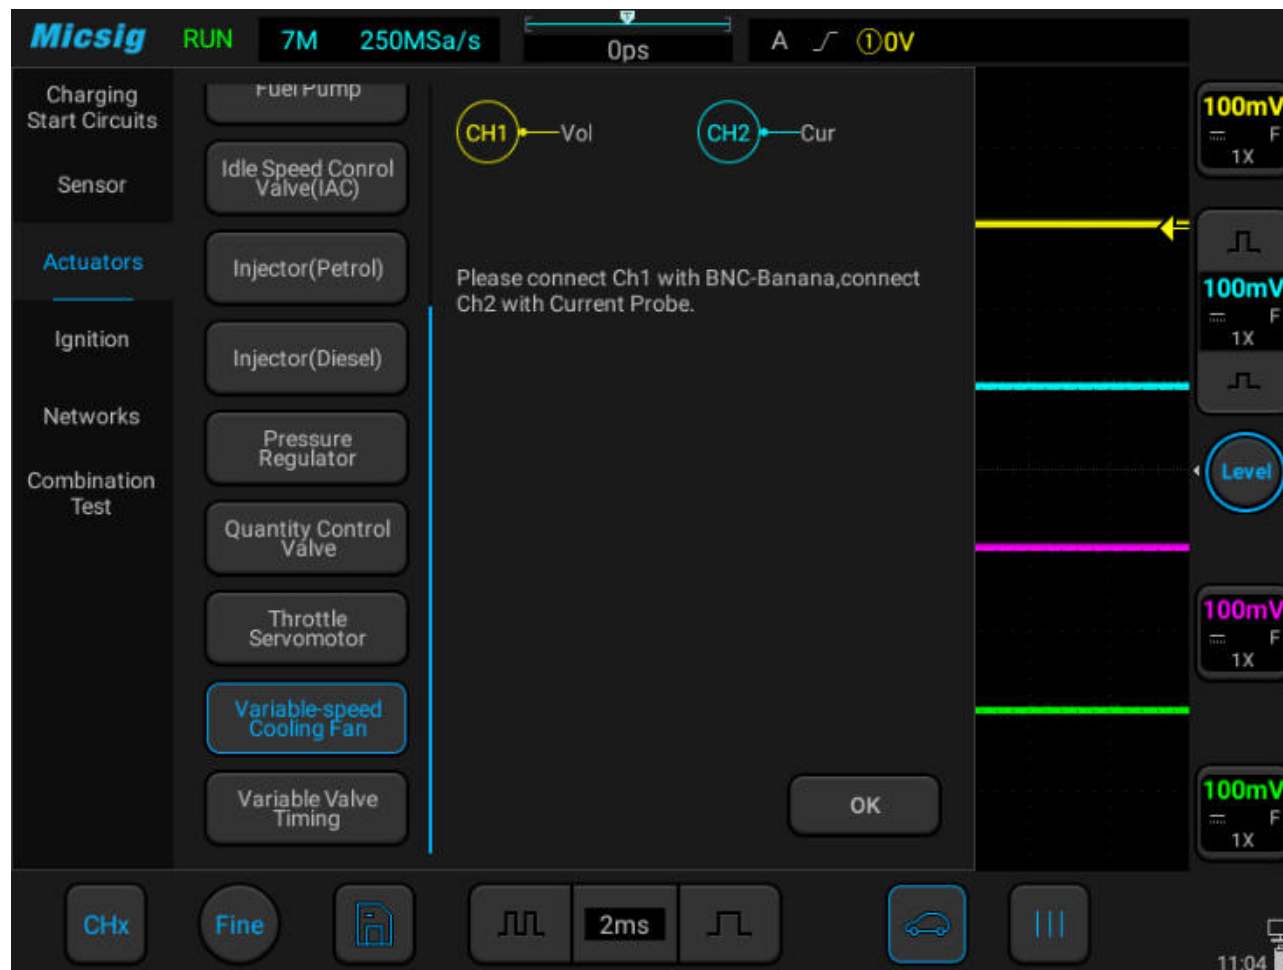 Micsig RUN 7M 250MSa/s T 0ps A ①0V
Charging
Start Circuits
Sensor
Actuators
Ignition
Networks
Combination
Test
Fuel Pump
Idle Speed Conrol
Valve(IAC)
Injector(Petrol)
Injector(Diesel)
Pressure
Regulator
Quantity Control
Valve
Throttle
Servomotor
Variable-speed
Cooling Fan
Variable Valve
Timing
CH1 Vol CH2 Cur
Please connect Ch1 with BNC-Banana,connect
Ch2 with Current Probe.
OK
100mV
F
1X
100mV
F
1X
Level
100mV
F
1X
100mV
F
1X
CHx Fine 2ms
11:04